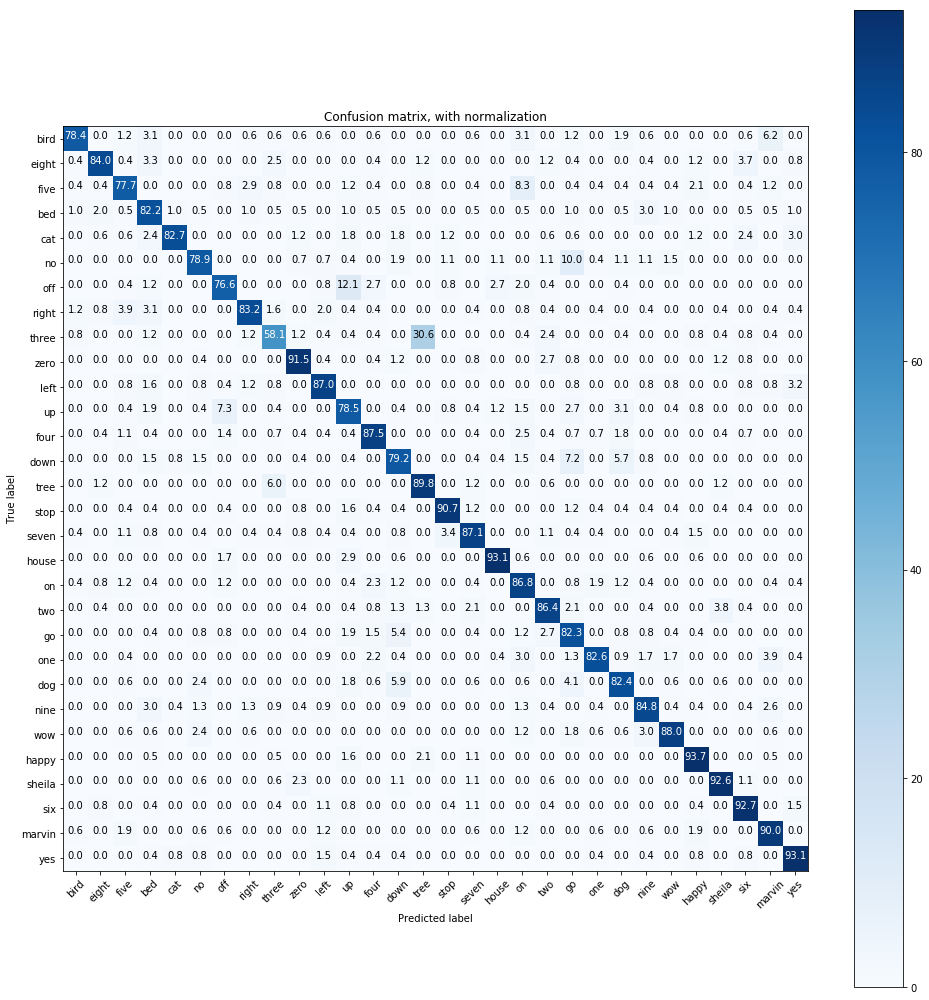 Confusion matrix, with normalization
bird 78.4 0.0 1.2 3.1 0.0 0.0 0.0 0.6 0.6 0.6 0.6 0.6 0.6 0.0 0.0 0.6 0.0 3.1 0.0 1.2 0.0 1.9 0.6 0.0 0.0 0.0 0.6 6.2 0.0
eight 0.4 84.0 0.4 3.3 0.0 0.0 0.0 0.0 2.5 0.0 0.0 0.4 0.0 1.2 0.0 0.0 0.0 0.0 1.2 0.4 0.0 0.0 0.4 0.0 1.2 0.0 3.7 0.0 0.8
five 0.4 0.4 77.7 0.0 0.0 0.0 0.8 2.9 0.8 0.0 1.2 0.4 0.0 0.8 0.0 0.4 0.0 8.3 0.0 0.4 0.4 0.4 0.4 0.4 2.1 0.0 0.4 1.2 0.0
bed 1.0 2.0 0.5 82.2 1.0 0.5 0.0 1.0 0.5 0.5 0.0 1.0 0.5 0.5 0.0 0.0 0.5 0.0 0.5 0.0 1.0 0.0 0.5 3.0 1.0 0.0 0.0 0.5 0.5 1.0
cat 0.0 0.6 0.6 2.4 82.7 0.0 0.0 0.0 0.0 1.2 0.0 1.8 0.0 1.8 0.0 1.2 0.0 0.0 0.0 0.6 0.6 0.0 0.0 0.0 0.0 1.2 0.0 2.4 0.0 3.0
no 0.0 0.0 0.0 0.0 0.0 78.9 0.0 0.0 0.0 0.7 0.7 0.4 0.0 1.9 0.0 1.1 0.0 1.1 0.0 1.1 10.0 0.4 1.1 1.1 1.5 0.0 0.0 0.0 0.0 0.0
off 0.0 0.0 0.4 1.2 0.0 0.0 76.6 0.0 0.0 0.0 0.8 12.1 2.7 0.0 0.0 0.8 0.0 2.7 2.0 0.4 0.0 0.0 0.4 0.0 0.0 0.0 0.0 0.0 0.0 0.0
right 1.2 0.8 3.9 3.1 0.0 0.0 0.0 83.2 1.6 0.0 2.0 0.4 0.0 0.4 0.0 0.0 0.0 0.0 0.8 0.4 0.4 0.0 0.4 0.4 0.0 0.0 0.0 0.4 0.4 0.4
three 0.8 0.0 0.0 1.2 0.0 0.0 0.0 1.2 58.1 1.2 0.4 0.4 0.4 0.4 30.6 0.0 0.0 0.0 0.4 2.4 0.4 0.0 0.0 0.4 0.0 0.8 0.4 0.8 0.4 0.0
zero 0.0 0.0 0.0 0.0 0.0 0.4 0.0 0.0 0.0 91.5 0.4 0.0 0.4 1.2 0.0 0.0 0.8 0.0 0.0 2.7 0.8 0.0 0.0 0.0 0.0 0.0 1.2 0.8 0.0 0.0
left 0.0 0.0 0.8 1.6 0.0 0.8 0.4 1.2 0.8 0.0 87.0 0.0 0.0 0.0 0.0 0.0 0.0 0.0 0.0 0.0 0.8 0.0 0.0 0.8 0.8 0.0 0.0 0.8 0.8 3.2
up 0.0 0.0 0.4 1.9 0.0 0.4 7.3 0.0 0.4 0.0 0.0 78.5 0.0 0.4 0.0 0.8 0.4 1.2 1.5 0.0 2.7 0.0 3.1 0.0 0.4 0.8 0.0 0.0 0.0 0.0
four 0.0 0.4 1.1 0.4 0.0 0.0 1.4 0.0 0.7 0.4 0.4 0.4 87.5 0.0 0.0 0.0 0.4 0.0 2.5 0.4 0.7 0.7 1.8 0.0 0.0 0.0 0.4 0.7 0.0 0.0
down 0.0 0.0 0.0 1.5 0.8 1.5 0.0 0.0 0.0 0.0 0.4 0.0 0.4 79.2 0.0 0.0 0.4 0.4 1.5 0.4 7.2 0.0 5.7 0.8 0.0 0.0 0.0 0.0 0.0 0.0
tree 0.0 1.2 0.0 0.0 0.0 0.0 0.0 0.0 6.0 0.0 0.0 0.0 0.0 0.0 89.8 0.0 1.2 0.0 0.0 0.6 0.0 0.0 0.0 0.0 0.0 0.0 1.2 0.0 0.0 0.0
stop 0.0 0.0 0.4 0.4 0.0 0.0 0.4 0.0 0.0 0.8 0.0 1.6 0.0 0.4 0.4 90.7 1.2 0.0 0.0 0.0 1.2 0.4 0.4 0.0 0.0 0.4 0.4 0.4 0.0 0.0
seven 0.4 0.0 1.1 0.8 0.0 0.4 0.0 0.4 0.4 0.8 0.4 0.4 0.0 0.8 0.0 3.4 87.1 0.0 0.0 1.1 0.4 0.4 0.4 0.0 0.0 1.5 0.0 0.0 0.0 0.0
house 0.0 0.0 0.0 0.0 0.0 0.0 1.7 0.0 0.0 0.0 0.0 2.9 0.0 0.6 0.0 0.0 0.0 93.1 0.6 0.0 0.0 0.0 0.0 0.6 0.0 0.6 0.0 0.0 0.0 0.0
on 0.4 0.8 1.2 0.4 0.0 0.0 1.2 0.0 0.0 0.0 0.0 0.4 2.3 1.2 0.0 0.0 0.4 0.0 86.8 0.0 0.8 1.9 1.2 0.4 0.0 0.0 0.0 0.0 0.4 0.4
two 0.0 0.4 0.0 0.0 0.0 0.0 0.4 0.0 0.4 0.0 0.0 0.4 0.8 1.3 1.3 0.0 2.1 0.0 0.0 86.4 2.1 0.0 0.0 0.4 0.0 0.0 3.8 0.4 0.0 0.0
go 0.0 0.0 0.0 0.4 0.0 0.8 0.8 0.0 0.0 0.4 0.0 1.9 1.5 5.4 0.0 0.0 0.4 0.0 1.2 2.7 82.3 0.0 0.8 0.8 0.4 0.4 0.0 0.0 0.0 0.0
one 0.0 0.0 0.4 0.0 0.0 0.0 0.0 0.0 0.0 0.0 0.9 0.0 2.2 0.4 0.0 0.0 0.0 0.4 3.0 0.0 1.3 82.6 0.9 1.7 1.7 0.0 0.0 0.0 3.9 0.4
dog 0.0 0.0 0.6 0.0 0.0 2.4 0.0 0.0 0.0 0.0 0.0 1.8 0.6 5.9 0.0 0.0 0.6 0.0 0.6 0.0 4.1 0.0 82.4 0.0 0.6 0.0 0.6 0.0 0.0 0.0
nine 0.0 0.0 0.0 3.0 0.4 1.3 0.0 1.3 0.9 0.4 0.9 0.0 0.0 0.9 0.0 0.0 0.0 0.0 1.3 0.4 0.0 0.4 0.0 84.8 0.4 0.4 0.0 0.4 2.6 0.0
wow 0.0 0.0 0.6 0.6 0.0 2.4 0.0 0.6 0.0 0.0 0.0 0.0 0.0 0.0 0.0 0.0 0.0 0.0 1.2 0.0 1.8 0.6 0.6 3.0 88.0 0.0 0.0 0.0 0.6 0.0
happy 0.0 0.0 0.0 0.5 0.0 0.0 0.0 0.0 0.5 0.0 0.0 1.6 0.0 0.0 2.1 0.0 1.1 0.0 0.0 0.0 0.0 0.0 0.0 0.0 0.0 93.7 0.0 0.0 0.5 0.0
sheila 0.0 0.0 0.0 0.0 0.0 0.6 0.0 0.0 0.6 2.3 0.0 0.0 0.0 1.1 0.0 0.0 1.1 0.0 0.0 0.6 0.0 0.0 0.0 0.0 0.0 0.0 92.6 1.1 0.0 0.0
six 0.0 0.8 0.0 0.4 0.0 0.0 0.0 0.0 0.4 0.0 1.1 0.8 0.0 0.0 0.0 0.4 1.1 0.0 0.0 0.4 0.0 0.0 0.0 0.0 0.0 0.4 0.0 92.7 0.0 1.5
marvin 0.6 0.0 1.9 0.0 0.0 0.6 0.6 0.0 0.0 0.0 1.2 0.0 0.0 0.0 0.0 0.0 0.6 0.0 1.2 0.0 0.0 0.6 0.0 0.6 0.0 1.9 0.0 0.0 90.0 0.0
yes 0.0 0.0 0.0 0.4 0.8 0.8 0.0 0.0 0.0 0.0 1.5 0.4 0.4 0.4 0.0 0.0 0.0 0.0 0.0 0.0 0.0 0.4 0.0 0.4 0.0 0.8 0.0 0.8 0.0 93.1
bird eight five bed cat no off right three zero left up four down tree stop seven house on two go one dog nine wow happy sheila six marvin yes
True label
Predicted label
80
60
40
20
0